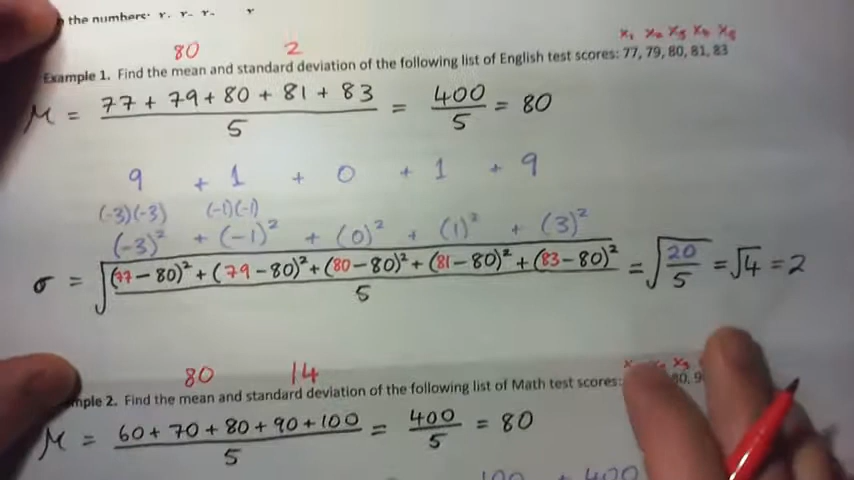 the numbers:
x₁ x₂ x₃ x₄ x₅
80 2
Example 1. Find the mean and standard deviation of the following list of English test scores: 77, 79, 80, 81, 83
μ = 77 + 79 + 80 + 81 + 83 / 5 = 400 / 5 = 80
9 + 1 + 0 + 1 + 9
(-3)(-3) (-1)(-1)
(-3)² + (-1)² + (0)² + (1)² + (3)²
σ = √((77-80)² + (79-80)² + (80-80)² + (81-80)² + (83-80)² / 5) = √(20/5) = √4 = 2
80 14
mple 2. Find the mean and standard deviation of the following list of Math test scores:
μ = 60 + 70 + 80 + 90 + 100 / 5 = 400 / 5 = 80
100 + 400